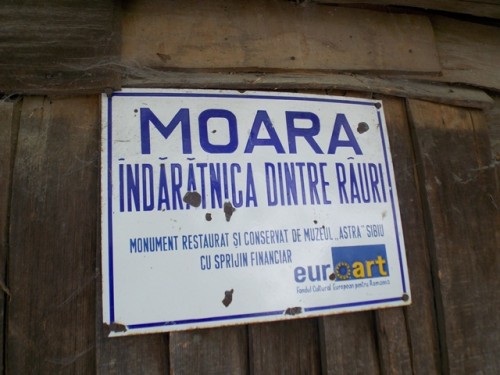 MOARA
ÎNDĂRĂTNICA DINTRE RÂURI
MONUMENT RESTAURAT ȘI CONSERVAT DE MUZEUL „ASTRA" SIBIU
CU SPRIJIN FINANCIAR
euroart
Fondul Cultural European pentru Romania